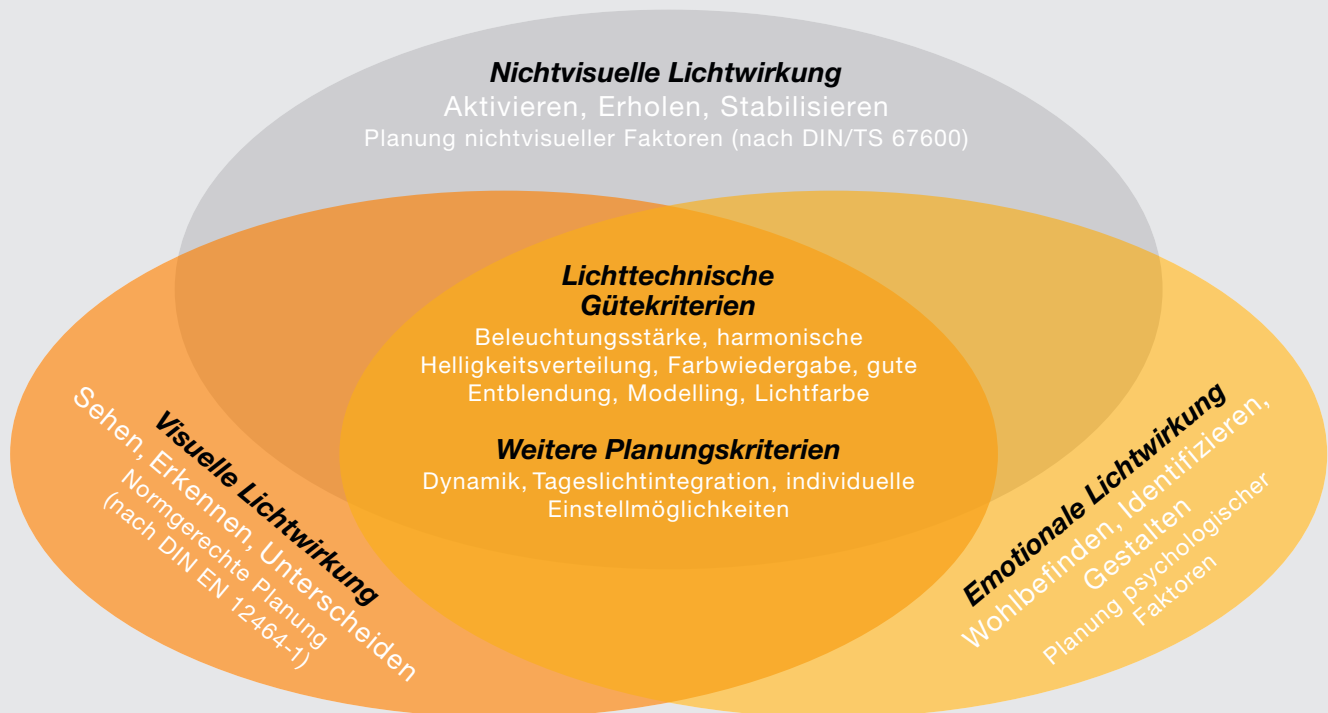 Nichtvisuelle Lichtwirkung
Aktivieren, Erholen, Stabilisieren
Planung nichtvisueller Faktoren (nach DIN/TS 67600)
Lichttechnische
Gütekriterien
Beleuchtungsstärke, harmonische
Helligkeitsverteilung, Farbwiedergabe, gute
Entblendung, Modelling, Lichtfarbe
Weitere Planungskriterien
Dynamik, Tageslichtintegration, individuelle
Einstellmöglichkeiten
Visuelle Lichtwirkung
Sehen, Erkennen, Unterscheiden
Normgerechte Planung
(nach DIN EN 12464-1)
Emotionale Lichtwirkung
Wohlbefinden, Identifizieren,
Gestalten
Planung psychologischer
Faktoren